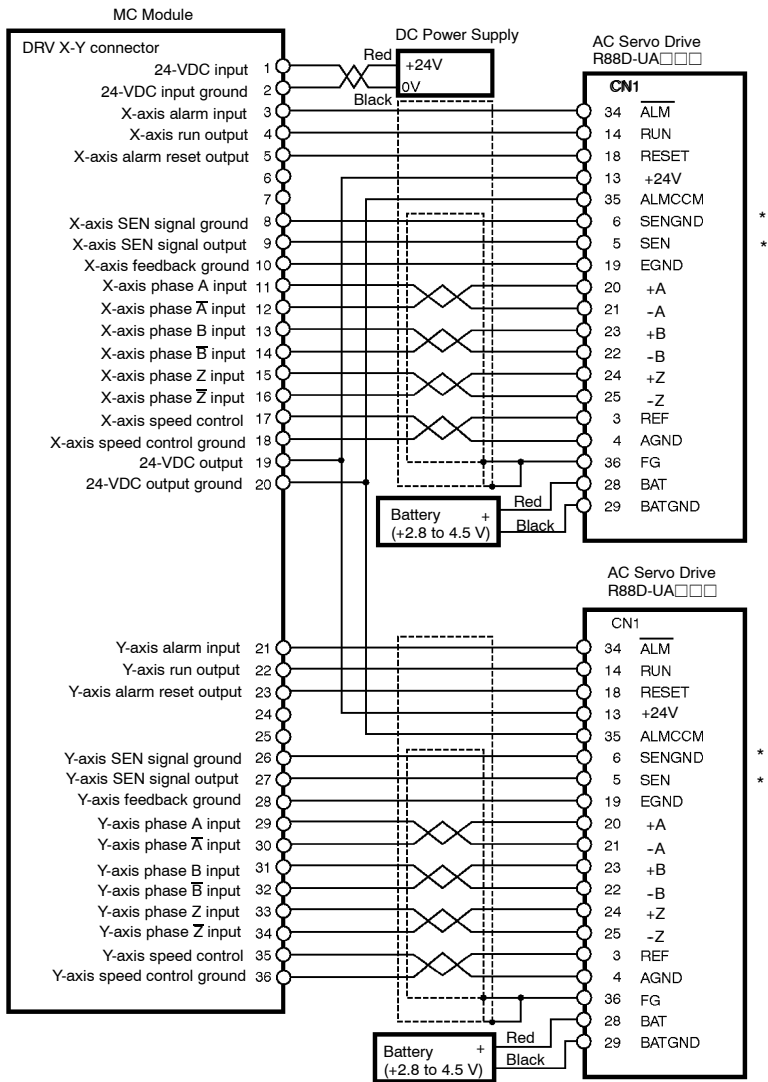 MC Module
DRV X-Y connector
DC Power Supply
Red +24V
0V
Black
AC Servo Drive
R88D-UA□□□
CN1
24-VDC input 1
24-VDC input ground 2
X-axis alarm input 3 34 A̅L̅M̅
X-axis run output 4 14 RUN
X-axis alarm reset output 5 18 RESET
6 13 +24V
7 35 ALMCCM
X-axis SEN signal ground 8 6 SENGND *
X-axis SEN signal output 9 5 SEN *
X-axis feedback ground 10 19 EGND
X-axis phase A input 11 20 +A
X-axis phase A̅ input 12 21 -A
X-axis phase B input 13 23 +B
X-axis phase B̅ input 14 22 -B
X-axis phase Z input 15 24 +Z
X-axis phase Z̅ input 16 25 -Z
X-axis speed control 17 3 REF
X-axis speed control ground 18 4 AGND
24-VDC output 19 36 FG
24-VDC output ground 20 28 BAT
29 BATGND
Battery +
(+2.8 to 4.5 V)
Red
Black
AC Servo Drive
R88D-UA□□□
CN1
Y-axis alarm input 21 34 A̅L̅M̅
Y-axis run output 22 14 RUN
Y-axis alarm reset output 23 18 RESET
24 13 +24V
25 35 ALMCCM
Y-axis SEN signal ground 26 6 SENGND *
Y-axis SEN signal output 27 5 SEN *
Y-axis feedback ground 28 19 EGND
Y-axis phase A input 29 20 +A
Y-axis phase A̅ input 30 21 -A
Y-axis phase B input 31 23 +B
Y-axis phase B̅ input 32 22 -B
Y-axis phase Z input 33 24 +Z
Y-axis phase Z̅ input 34 25 -Z
Y-axis speed control 35 3 REF
Y-axis speed control ground 36 4 AGND
36 FG
28 BAT
29 BATGND
Battery +
(+2.8 to 4.5 V)
Red
Black